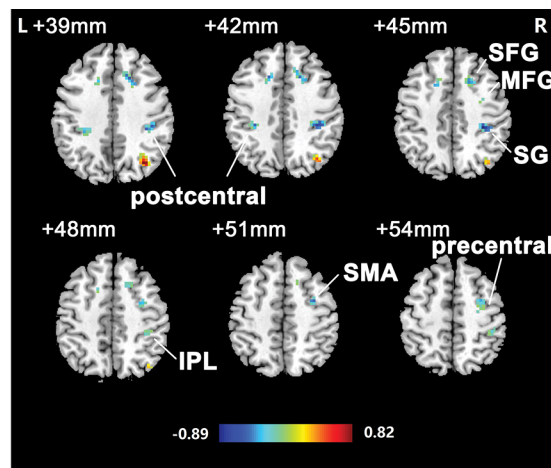 L +39mm
+42mm
+45mm R
SFG
MFG
SG
postcentral
+48mm
+51mm
+54mm
precentral
SMA
IPL
-0.89 0.82